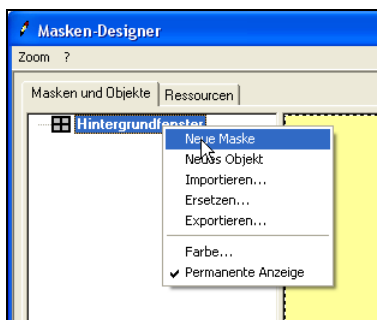 Masken-Designer
Zoom ?
Masken und Objekte Ressourcen
Hintergrundfenster
Neue Maske
Neues Objekt
Importieren...
Ersetzen...
Exportieren...
Farbe...
Permanente Anzeige